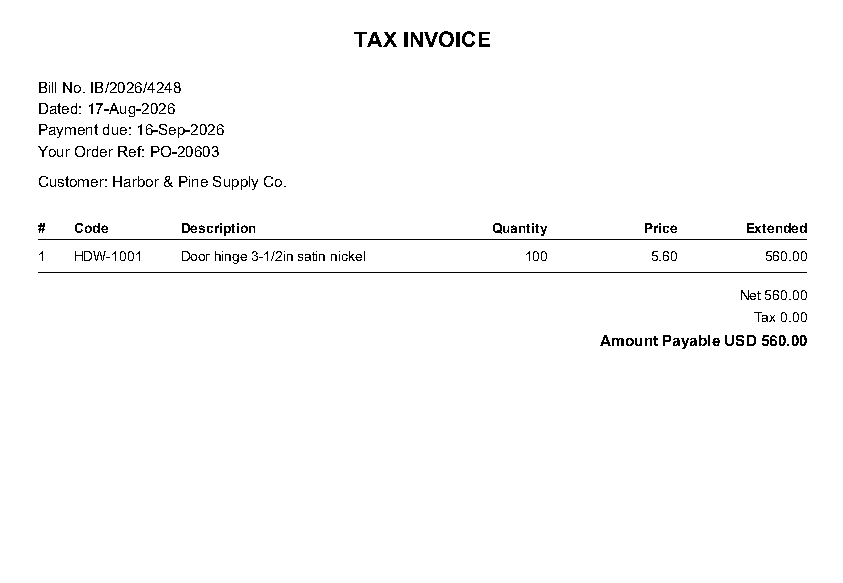 TAX INVOICE
Bill No. IB/2026/4248
Dated: 17-Aug-2026
Payment due: 16-Sep-2026
Your Order Ref: PO-20603
Customer: Harbor & Pine Supply Co.
# Code Description Quantity Price Extended
1 HDW-1001 Door hinge 3-1/2in satin nickel 100 5.60 560.00
Net 560.00
Tax 0.00
Amount Payable USD 560.00